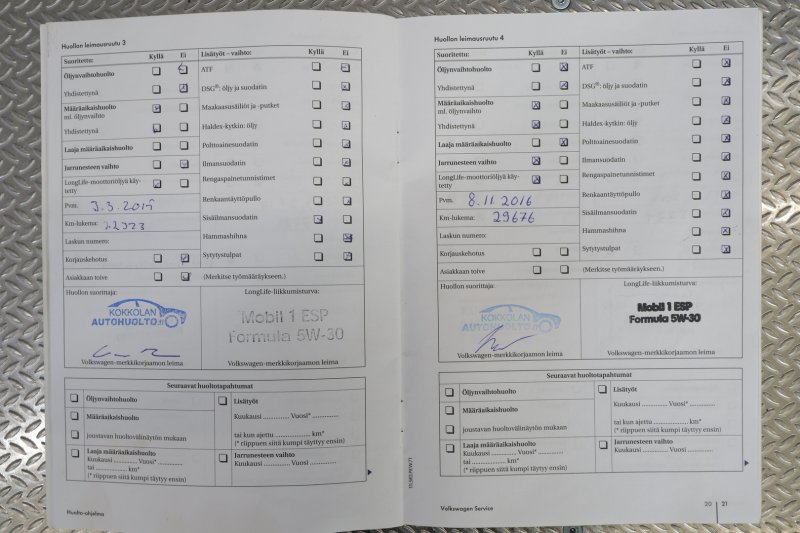 Huollon leimausruutu 3
Suoritettu: Kyllä Ei
Öljynvaihtohuolto
Yhdistettynä
Määräaikaishuolto
ml. öljynvaihto
Yhdistettynä
Laaja määräaikaishuolto
Jarrunesteen vaihto
LongLife-moottoriöljyä käy-
tetty
Pvm.
Km-lukema:
Laskun numero:
Korjauskehotus
Asiakkaan toive
Lisätyöt – vaihto: Kyllä Ei
ATF
DSG®: öljy ja suodatin
Maakaasusäiliöt ja -putket
Haldex-kytkin: öljy
Polttoainesuodatin
Ilmansuodatin
Rengaspainetunnistimet
Renkaantäyttöpullo
Sisäilmansuodatin
Hammashihna
Sytytystulpat
(Merkitse työmääräykseen.)
Huollon suorittaja:
KOKKOLAN
AUTOHUOLTO.fi
Volkswagen-merkkikorjaamon leima
LongLife-liikkumisturva:
Mobil 1 ESP
Formula 5W-30
Volkswagen-merkkikorjaamon leima
Seuraavat huoltotapahtumat
Öljynvaihtohuolto
Määräaikaishuolto
joustavan huoltovälinäytön mukaan
Laaja määräaikaishuolto
Kuukausi .............. Vuosi* ..............
tai .............. km*
(* riippuen siitä kumpi täyttyy ensin)
Lisätyöt
Kuukausi .............. Vuosi* ..............
tai kun ajettu .............. km*
(* riippuen siitä kumpi täyttyy ensin)
Jarrunesteen vaihto
Kuukausi .............. Vuosi ..............
Huolto-ohjelma
Huollon leimausruutu 4
Suoritettu: Kyllä Ei
Öljynvaihtohuolto
Yhdistettynä
Määräaikaishuolto
ml. öljynvaihto
Yhdistettynä
Laaja määräaikaishuolto
Jarrunesteen vaihto
LongLife-moottoriöljyä käy-
tetty
Pvm. 8.11 2016
Km-lukema: 29676
Laskun numero:
Korjauskehotus
Asiakkaan toive
Lisätyöt – vaihto: Kyllä Ei
ATF
DSG®: öljy ja suodatin
Maakaasusäiliöt ja -putket
Haldex-kytkin: öljy
Polttoainesuodatin
Ilmansuodatin
Rengaspainetunnistimet
Renkaantäyttöpullo
Sisäilmansuodatin
Hammashihna
Sytytystulpat
(Merkitse työmääräykseen.)
Huollon suorittaja:
KOKKOLAN
AUTOHUOLTO.fi
Volkswagen-merkkikorjaamon leima
LongLife-liikkumisturva:
Mobil 1 ESP
Formula 5W-30
Volkswagen-merkkikorjaamon leima
Seuraavat huoltotapahtumat
Öljynvaihtohuolto
Määräaikaishuolto
joustavan huoltovälinäytön mukaan
Laaja määräaikaishuolto
Kuukausi .............. Vuosi* ..............
tai .............. km*
(* riippuen siitä kumpi täyttyy ensin)
Lisätyöt
Kuukausi .............. Vuosi* ..............
tai kun ajettu .............. km*
(* riippuen siitä kumpi täyttyy ensin)
Jarrunesteen vaihto
Kuukausi .............. Vuosi ..............
Volkswagen Service
20 21